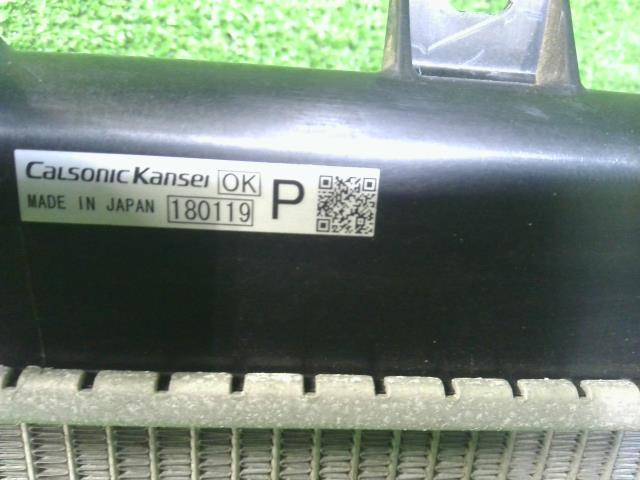 Calsonic Kansei OK P
MADE IN JAPAN 180119